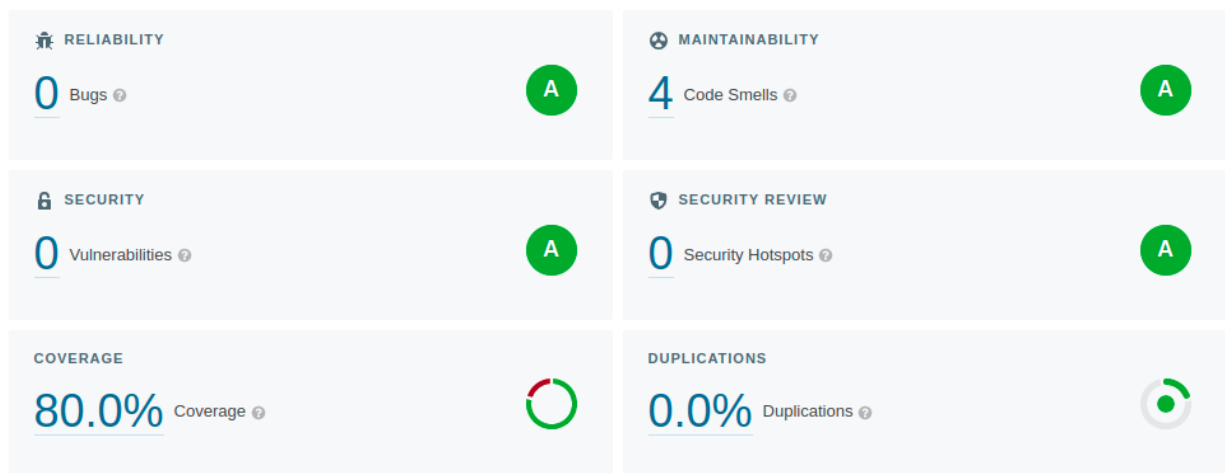 RELIABILITY
0 Bugs ?
A
MAINTAINABILITY
4 Code Smells ?
A
SECURITY
0 Vulnerabilities ?
A
SECURITY REVIEW
0 Security Hotspots ?
A
COVERAGE
80.0% Coverage ?
DUPLICATIONS
0.0% Duplications ?